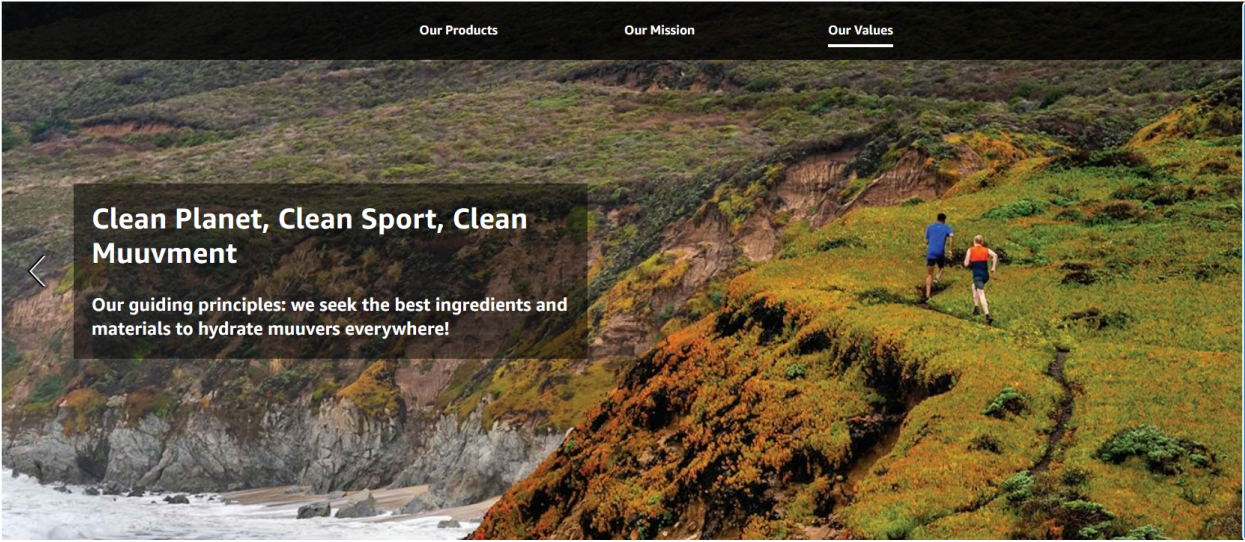 Our Products
Our Mission
Our Values
Clean Planet, Clean Sport, Clean
Muuvment
Our guiding principles: we seek the best ingredients and
materials to hydrate muuvers everywhere!